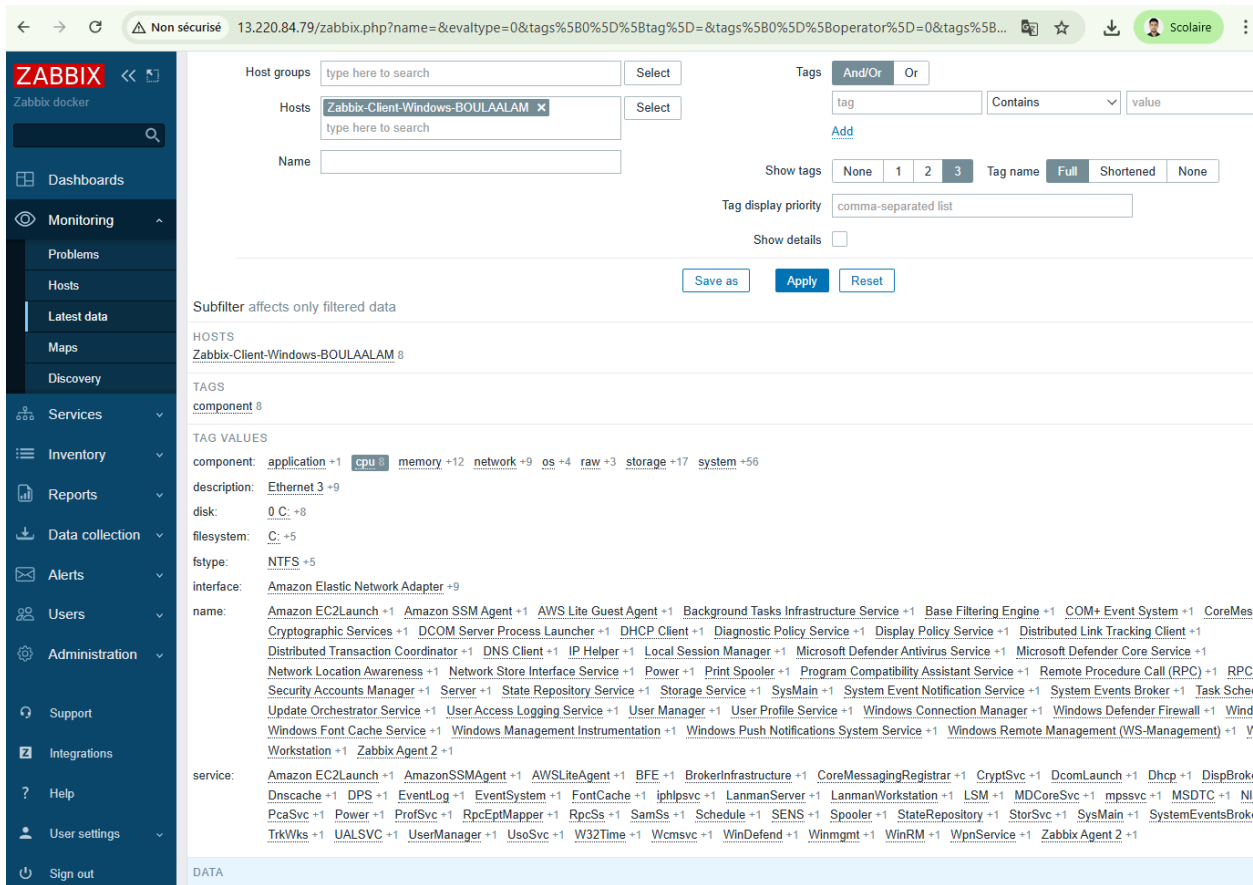 Non sécurisé 13.220.84.79/zabbix.php?name=&evaltype=0&tags%5B0%5D%5Btag%5D=&tags%5B0%5D%5Boperator%5D=0&tags%5B... Scolaire
ZABBIX
Zabbix docker
Dashboards
Monitoring
Problems
Hosts
Latest data
Maps
Discovery
Services
Inventory
Reports
Data collection
Alerts
Users
Administration
Support
Z Integrations
? Help
User settings
Sign out
Host groups type here to search Select
Hosts Zabbix-Client-Windows-BOULAALAM Select
type here to search
Name
Tags And/Or Or
tag Contains value
Add
Show tags None 1 2 3 Tag name Full Shortened None
Tag display priority comma-separated list
Show details
Save as Apply Reset
Subfilter affects only filtered data
HOSTS
Zabbix-Client-Windows-BOULAALAM 8
TAGS
component 8
TAG VALUES
component: application +1 cpu 8 memory +12 network +9 os +4 raw +3 storage +17 system +56
description: Ethernet 3 +9
disk: 0 C: +8
filesystem: C: +5
fstype: NTFS +5
interface: Amazon Elastic Network Adapter +9
name: Amazon EC2Launch +1 Amazon SSM Agent +1 AWS Lite Guest Agent +1 Background Tasks Infrastructure Service +1 Base Filtering Engine +1 COM+ Event System +1 CoreMes
Cryptographic Services +1 DCOM Server Process Launcher +1 DHCP Client +1 Diagnostic Policy Service +1 Display Policy Service +1 Distributed Link Tracking Client +1
Distributed Transaction Coordinator +1 DNS Client +1 IP Helper +1 Local Session Manager +1 Microsoft Defender Antivirus Service +1 Microsoft Defender Core Service +1
Network Location Awareness +1 Network Store Interface Service +1 Power +1 Print Spooler +1 Program Compatibility Assistant Service +1 Remote Procedure Call (RPC) +1 RPC
Security Accounts Manager +1 Server +1 State Repository Service +1 Storage Service +1 SysMain +1 System Event Notification Service +1 System Events Broker +1 Task Sche
Update Orchestrator Service +1 User Access Logging Service +1 User Manager +1 User Profile Service +1 Windows Connection Manager +1 Windows Defender Firewall +1 Wind
Windows Font Cache Service +1 Windows Management Instrumentation +1 Windows Push Notifications System Service +1 Windows Remote Management (WS-Management) +1 W
Workstation +1 Zabbix Agent 2 +1
service: Amazon EC2Launch +1 AmazonSSMAgent +1 AWSLiteAgent +1 BFE +1 BrokerInfrastructure +1 CoreMessagingRegistrar +1 CryptSvc +1 DcomLaunch +1 Dhcp +1 DispBrok
Dnscache +1 DPS +1 EventLog +1 EventSystem +1 FontCache +1 iphlpsvc +1 LanmanServer +1 LanmanWorkstation +1 LSM +1 MDCoreSvc +1 mpssvc +1 MSDTC +1 Nl
PcaSvc +1 Power +1 ProfSvc +1 RpcEptMapper +1 RpcSs +1 SamSs +1 Schedule +1 SENS +1 Spooler +1 StateRepository +1 StorSvc +1 SysMain +1 SystemEventsBrok
TrkWks +1 UALSVC +1 UserManager +1 UsoSvc +1 W32Time +1 Wcmsvc +1 WinDefend +1 Winmgmt +1 WinRM +1 WpnService +1 Zabbix Agent 2 +1
DATA